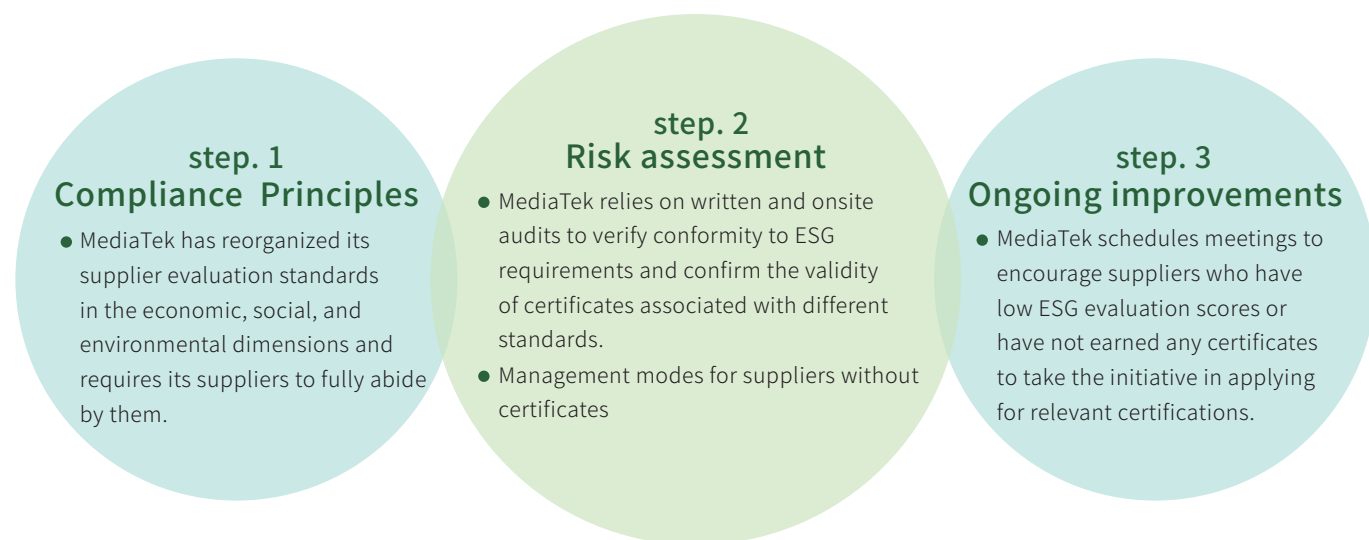 step. 1
Compliance Principles
● MediaTek has reorganized its
supplier evaluation standards
in the economic, social, and
environmental dimensions and
requires its suppliers to fully abide
by them.
step. 2
Risk assessment
● MediaTek relies on written and onsite
audits to verify conformity to ESG
requirements and confirm the validity
of certificates associated with different
standards.
● Management modes for suppliers without
certificates
step. 3
Ongoing improvements
● MediaTek schedules meetings to
encourage suppliers who have
low ESG evaluation scores or
have not earned any certificates
to take the initiative in applying
for relevant certifications.